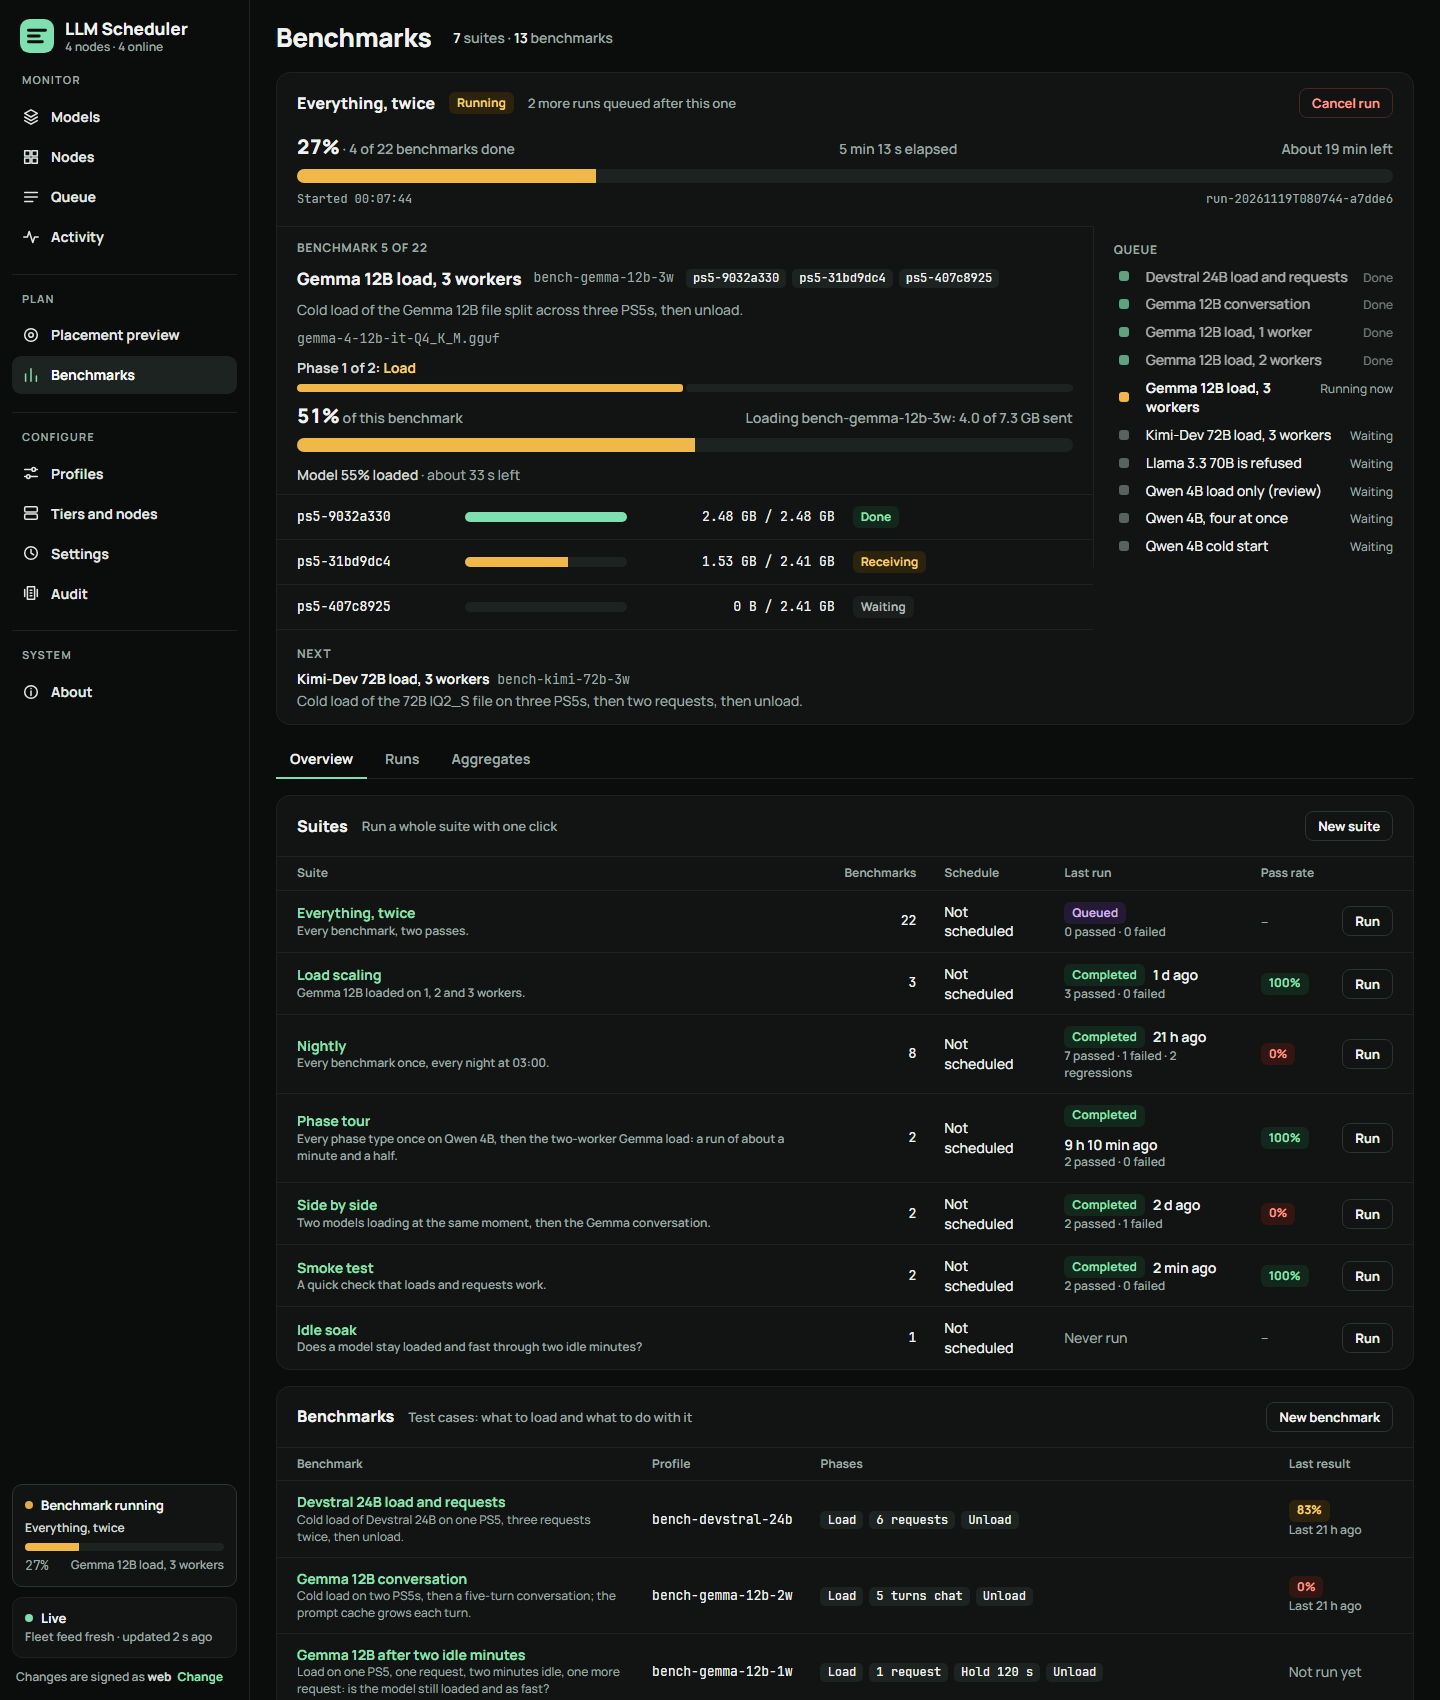 LLM Scheduler
4 nodes · 4 online
MONITOR
Models
Nodes
Queue
Activity
PLAN
Placement preview
Benchmarks
CONFIGURE
Profiles
Tiers and nodes
Settings
Audit
SYSTEM
About
Benchmark running
Everything, twice
27% Gemma 12B load, 3 workers
Live
Fleet feed fresh · updated 2 s ago
Changes are signed as web Change
Benchmarks 7 suites · 13 benchmarks
Everything, twice Running 2 more runs queued after this one Cancel run
27% · 4 of 22 benchmarks done 5 min 13 s elapsed About 19 min left
Started 00:07:44 run-20261119T080744-a7dde6
BENCHMARK 5 OF 22
Gemma 12B load, 3 workers bench-gemma-12b-3w ps5-9032a330 ps5-31bd9dc4 ps5-407c8925
Cold load of the Gemma 12B file split across three PS5s, then unload.
gemma-4-12b-it-Q4_K_M.gguf
Phase 1 of 2: Load
51% of this benchmark Loading bench-gemma-12b-3w: 4.0 of 7.3 GB sent
Model 55% loaded · about 33 s left
ps5-9032a330 2.48 GB / 2.48 GB Done
ps5-31bd9dc4 1.53 GB / 2.41 GB Receiving
ps5-407c8925 0 B / 2.41 GB Waiting
NEXT
Kimi-Dev 72B load, 3 workers bench-kimi-72b-3w
Cold load of the 72B IQ2_S file on three PS5s, then two requests, then unload.
QUEUE
Devstral 24B load and requests Done
Gemma 12B conversation Done
Gemma 12B load, 1 worker Done
Gemma 12B load, 2 workers Done
Gemma 12B load, 3 Running now
workers
Kimi-Dev 72B load, 3 workers Waiting
Llama 3.3 70B is refused Waiting
Qwen 4B load only (review) Waiting
Qwen 4B, four at once Waiting
Qwen 4B cold start Waiting
Overview Runs Aggregates
Suites Run a whole suite with one click New suite
Suite Benchmarks Schedule Last run Pass rate
Everything, twice
Every benchmark, two passes.
22
Not
scheduled
Queued
0 passed · 0 failed
–
Run
Load scaling
Gemma 12B loaded on 1, 2 and 3 workers.
3
Not
scheduled
Completed 1 d ago
3 passed · 0 failed
100%
Run
Nightly
Every benchmark once, every night at 03:00.
8
Not
scheduled
Completed 21 h ago
7 passed · 1 failed · 2
regressions
0%
Run
Phase tour
Every phase type once on Qwen 4B, then the two-worker Gemma load: a run of about a
minute and a half.
2
Not
scheduled
Completed
9 h 10 min ago
2 passed · 0 failed
100%
Run
Side by side
Two models loading at the same moment, then the Gemma conversation.
2
Not
scheduled
Completed 2 d ago
2 passed · 1 failed
0%
Run
Smoke test
A quick check that loads and requests work.
2
Not
scheduled
Completed 2 min ago
2 passed · 0 failed
100%
Run
Idle soak
Does a model stay loaded and fast through two idle minutes?
1
Not
scheduled
Never run
–
Run
Benchmarks Test cases: what to load and what to do with it New benchmark
Benchmark Profile Phases Last result
Devstral 24B load and requests
Cold load of Devstral 24B on one PS5, three requests
twice, then unload.
bench-devstral-24b
Load 6 requests Unload
83%
Last 21 h ago
Gemma 12B conversation
Cold load on two PS5s, then a five-turn conversation; the
prompt cache grows each turn.
bench-gemma-12b-2w
Load 5 turns chat Unload
0%
Last 21 h ago
Gemma 12B after two idle minutes
Load on one PS5, one request, two minutes idle, one more
request: is the model still loaded and as fast?
bench-gemma-12b-1w
Load 1 request Hold 120 s Unload
Not run yet